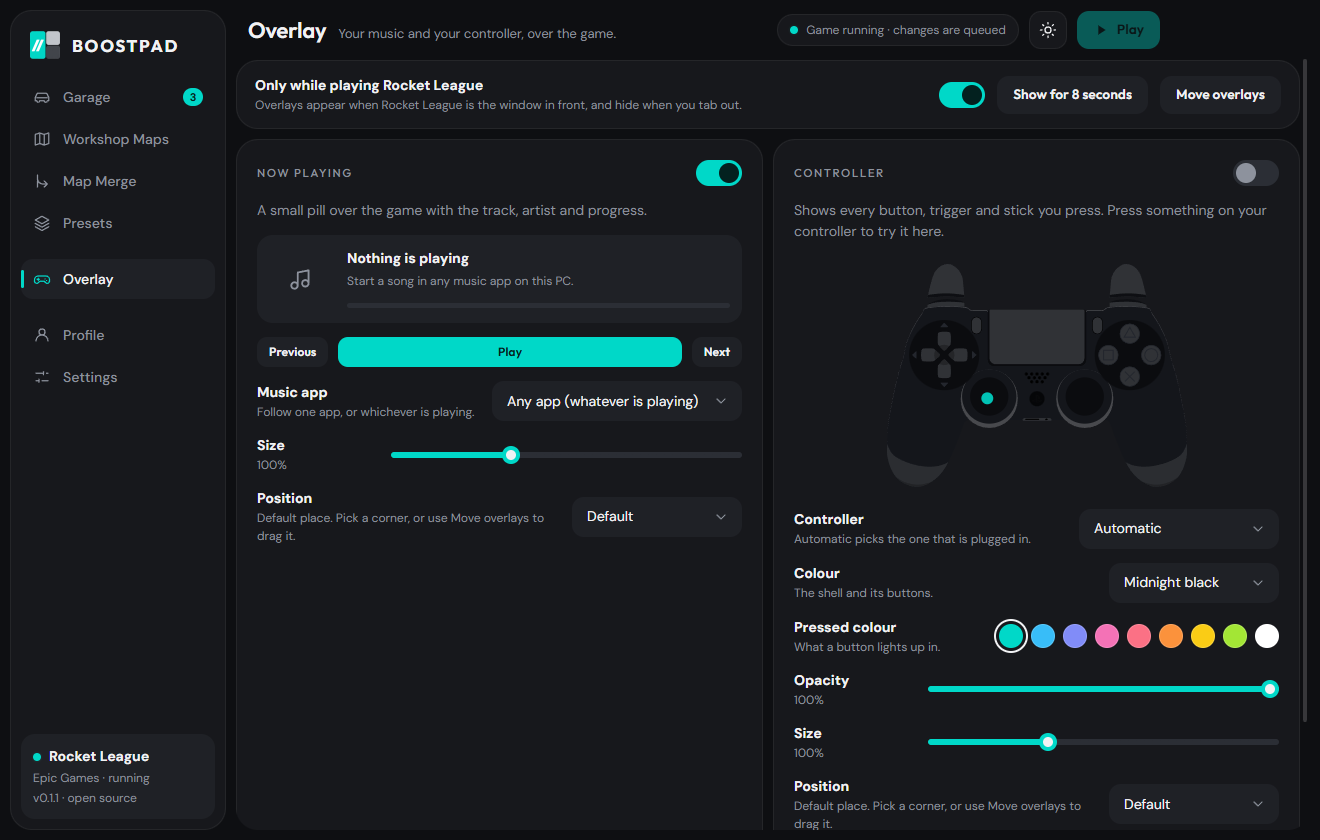 BOOSTPAD
Garage
3
Workshop Maps
Map Merge
Presets
Overlay
Profile
Settings
Rocket League
Epic Games · running
v0.1.1 · open source
Overlay
Your music and your controller, over the game.
Game running · changes are queued
Play
Only while playing Rocket League
Overlays appear when Rocket League is the window in front, and hide when you tab out.
Show for 8 seconds
Move overlays
NOW PLAYING
A small pill over the game with the track, artist and progress.
Nothing is playing
Start a song in any music app on this PC.
Previous
Play
Next
Music app
Follow one app, or whichever is playing.
Any app (whatever is playing)
Size
100%
Position
Default place. Pick a corner, or use Move overlays to
drag it.
Default
CONTROLLER
Shows every button, trigger and stick you press. Press something on your
controller to try it here.
Controller
Automatic picks the one that is plugged in.
Automatic
Colour
The shell and its buttons.
Midnight black
Pressed colour
What a button lights up in.
Opacity
100%
Size
100%
Position
Default place. Pick a corner, or use Move overlays to
drag it.
Default